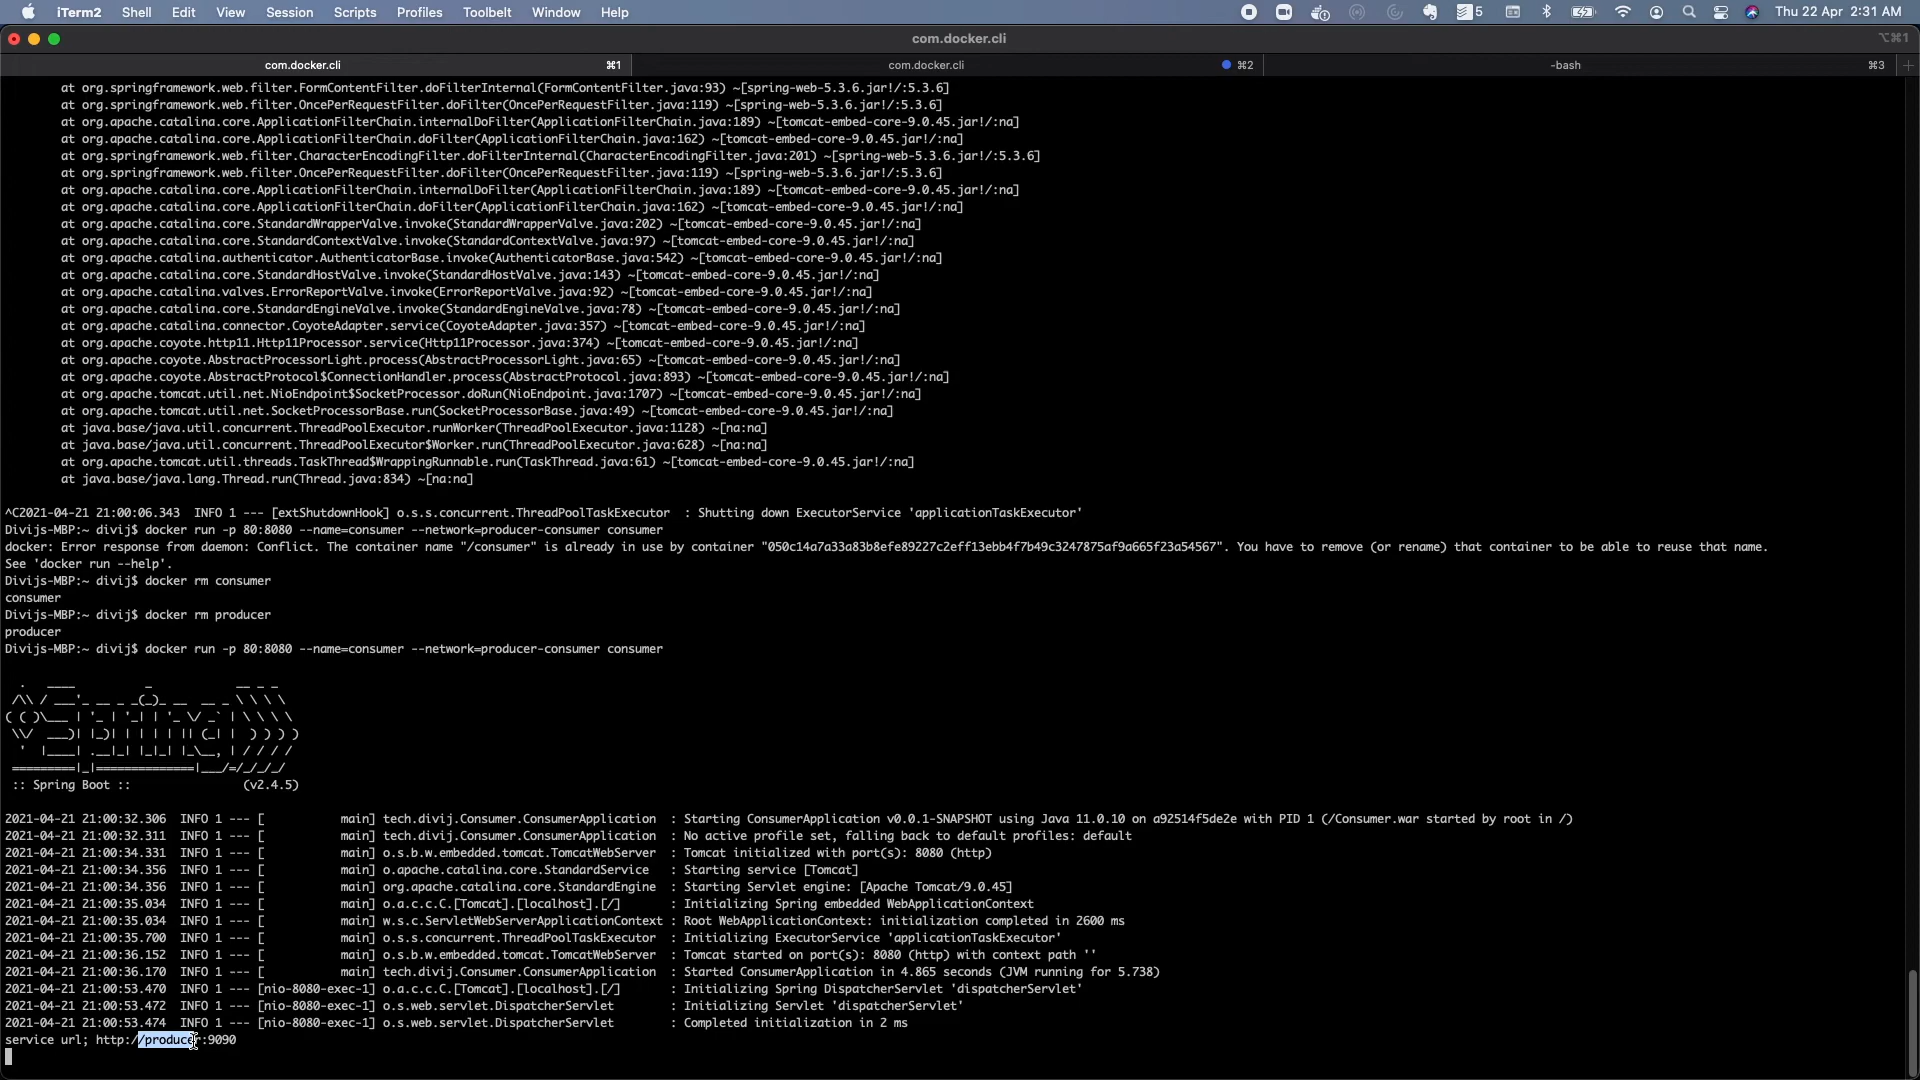 iTerm2 Shell Edit View Session Scripts Profiles Toolbelt Window Help 5 Thu 22 Apr 2:31 AM
com.docker.cli ⌥⌘1
com.docker.cli ⌘1 com.docker.cli ⌘2 -bash ⌘3
at org.springframework.web.filter.FormContentFilter.doFilterInternal(FormContentFilter.java:93) ~[spring-web-5.3.6.jar!/:5.3.6]
at org.springframework.web.filter.OncePerRequestFilter.doFilter(OncePerRequestFilter.java:119) ~[spring-web-5.3.6.jar!/:5.3.6]
at org.apache.catalina.core.ApplicationFilterChain.internalDoFilter(ApplicationFilterChain.java:189) ~[tomcat-embed-core-9.0.45.jar!/:na]
at org.apache.catalina.core.ApplicationFilterChain.doFilter(ApplicationFilterChain.java:162) ~[tomcat-embed-core-9.0.45.jar!/:na]
at org.springframework.web.filter.CharacterEncodingFilter.doFilterInternal(CharacterEncodingFilter.java:201) ~[spring-web-5.3.6.jar!/:5.3.6]
at org.springframework.web.filter.OncePerRequestFilter.doFilter(OncePerRequestFilter.java:119) ~[spring-web-5.3.6.jar!/:5.3.6]
at org.apache.catalina.core.ApplicationFilterChain.internalDoFilter(ApplicationFilterChain.java:189) ~[tomcat-embed-core-9.0.45.jar!/:na]
at org.apache.catalina.core.ApplicationFilterChain.doFilter(ApplicationFilterChain.java:162) ~[tomcat-embed-core-9.0.45.jar!/:na]
at org.apache.catalina.core.StandardWrapperValve.invoke(StandardWrapperValve.java:202) ~[tomcat-embed-core-9.0.45.jar!/:na]
at org.apache.catalina.core.StandardContextValve.invoke(StandardContextValve.java:97) ~[tomcat-embed-core-9.0.45.jar!/:na]
at org.apache.catalina.authenticator.AuthenticatorBase.invoke(AuthenticatorBase.java:542) ~[tomcat-embed-core-9.0.45.jar!/:na]
at org.apache.catalina.core.StandardHostValve.invoke(StandardHostValve.java:143) ~[tomcat-embed-core-9.0.45.jar!/:na]
at org.apache.catalina.valves.ErrorReportValve.invoke(ErrorReportValve.java:92) ~[tomcat-embed-core-9.0.45.jar!/:na]
at org.apache.catalina.core.StandardEngineValve.invoke(StandardEngineValve.java:78) ~[tomcat-embed-core-9.0.45.jar!/:na]
at org.apache.catalina.connector.CoyoteAdapter.service(CoyoteAdapter.java:357) ~[tomcat-embed-core-9.0.45.jar!/:na]
at org.apache.coyote.http11.Http11Processor.service(Http11Processor.java:374) ~[tomcat-embed-core-9.0.45.jar!/:na]
at org.apache.coyote.AbstractProcessorLight.process(AbstractProcessorLight.java:65) ~[tomcat-embed-core-9.0.45.jar!/:na]
at org.apache.coyote.AbstractProtocol$ConnectionHandler.process(AbstractProtocol.java:893) ~[tomcat-embed-core-9.0.45.jar!/:na]
at org.apache.tomcat.util.net.NioEndpoint$SocketProcessor.doRun(NioEndpoint.java:1707) ~[tomcat-embed-core-9.0.45.jar!/:na]
at org.apache.tomcat.util.net.SocketProcessorBase.run(SocketProcessorBase.java:49) ~[tomcat-embed-core-9.0.45.jar!/:na]
at java.base/java.util.concurrent.ThreadPoolExecutor.runWorker(ThreadPoolExecutor.java:1128) ~[na:na]
at java.base/java.util.concurrent.ThreadPoolExecutor$Worker.run(ThreadPoolExecutor.java:628) ~[na:na]
at org.apache.tomcat.util.threads.TaskThread$WrappingRunnable.run(TaskThread.java:61) ~[tomcat-embed-core-9.0.45.jar!/:na]
at java.base/java.lang.Thread.run(Thread.java:834) ~[na:na]
^C2021-04-21 21:00:06.343 INFO 1 --- [extShutdownHook] o.s.s.concurrent.ThreadPoolTaskExecutor : Shutting down ExecutorService 'applicationTaskExecutor'
Divijs-MBP:~ divij$ docker run -p 80:8080 --name=consumer --network=producer-consumer consumer
docker: Error response from daemon: Conflict. The container name "/consumer" is already in use by container "050c14a7a33a83b8efe89227c2eff13ebb4f7b49c3247875af9a665f23a54567". You have to remove (or rename) that container to be able to reuse that name.
See 'docker run --help'.
Divijs-MBP:~ divij$ docker rm consumer
consumer
Divijs-MBP:~ divij$ docker rm producer
producer
Divijs-MBP:~ divij$ docker run -p 80:8080 --name=consumer --network=producer-consumer consumer
:: Spring Boot :: (v2.4.5)
2021-04-21 21:00:32.306 INFO 1 --- [ main] tech.divij.Consumer.ConsumerApplication : Starting ConsumerApplication v0.0.1-SNAPSHOT using Java 11.0.10 on a92514f5de2e with PID 1 (/Consumer.war started by root in /)
2021-04-21 21:00:32.311 INFO 1 --- [ main] tech.divij.Consumer.ConsumerApplication : No active profile set, falling back to default profiles: default
2021-04-21 21:00:34.331 INFO 1 --- [ main] o.s.b.w.embedded.tomcat.TomcatWebServer : Tomcat initialized with port(s): 8080 (http)
2021-04-21 21:00:34.356 INFO 1 --- [ main] o.apache.catalina.core.StandardService : Starting service [Tomcat]
2021-04-21 21:00:34.356 INFO 1 --- [ main] org.apache.catalina.core.StandardEngine : Starting Servlet engine: [Apache Tomcat/9.0.45]
2021-04-21 21:00:35.034 INFO 1 --- [ main] o.a.c.c.C.[Tomcat].[localhost].[/] : Initializing Spring embedded WebApplicationContext
2021-04-21 21:00:35.034 INFO 1 --- [ main] w.s.c.ServletWebServerApplicationContext : Root WebApplicationContext: initialization completed in 2600 ms
2021-04-21 21:00:35.700 INFO 1 --- [ main] o.s.s.concurrent.ThreadPoolTaskExecutor : Initializing ExecutorService 'applicationTaskExecutor'
2021-04-21 21:00:36.152 INFO 1 --- [ main] o.s.b.w.embedded.tomcat.TomcatWebServer : Tomcat started on port(s): 8080 (http) with context path ''
2021-04-21 21:00:36.170 INFO 1 --- [ main] tech.divij.Consumer.ConsumerApplication : Started ConsumerApplication in 4.865 seconds (JVM running for 5.738)
2021-04-21 21:00:53.470 INFO 1 --- [nio-8080-exec-1] o.a.c.c.C.[Tomcat].[localhost].[/] : Initializing Spring DispatcherServlet 'dispatcherServlet'
2021-04-21 21:00:53.472 INFO 1 --- [nio-8080-exec-1] o.s.web.servlet.DispatcherServlet : Initializing Servlet 'dispatcherServlet'
2021-04-21 21:00:53.474 INFO 1 --- [nio-8080-exec-1] o.s.web.servlet.DispatcherServlet : Completed initialization in 2 ms
service url; http://producer:9090